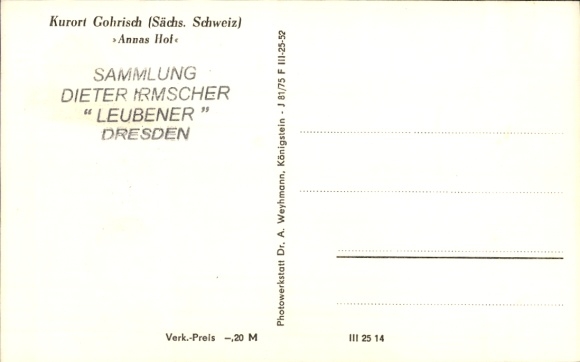 Kurort Gohrisch (Sächs. Schweiz)
»Annas Hof«
SAMMLUNG
DIETER IRMSCHER
“ LEUBENER ”
DRESDEN
Photowerkstatt Dr. A. Weyhmann, Königstein - J 81/75 F III-25-52
Verk.-Preis –,20 M
III 25 14